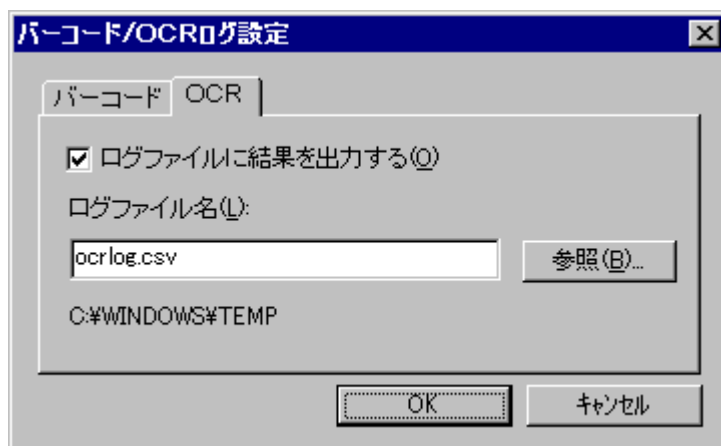 バーコード/OCRログ設定
バーコード OCR
ログファイルに結果を出力する(O)
ログファイル名(L):
ocrlog.csv 参照(B)...
C:¥WINDOWS¥TEMP
OK キャンセル